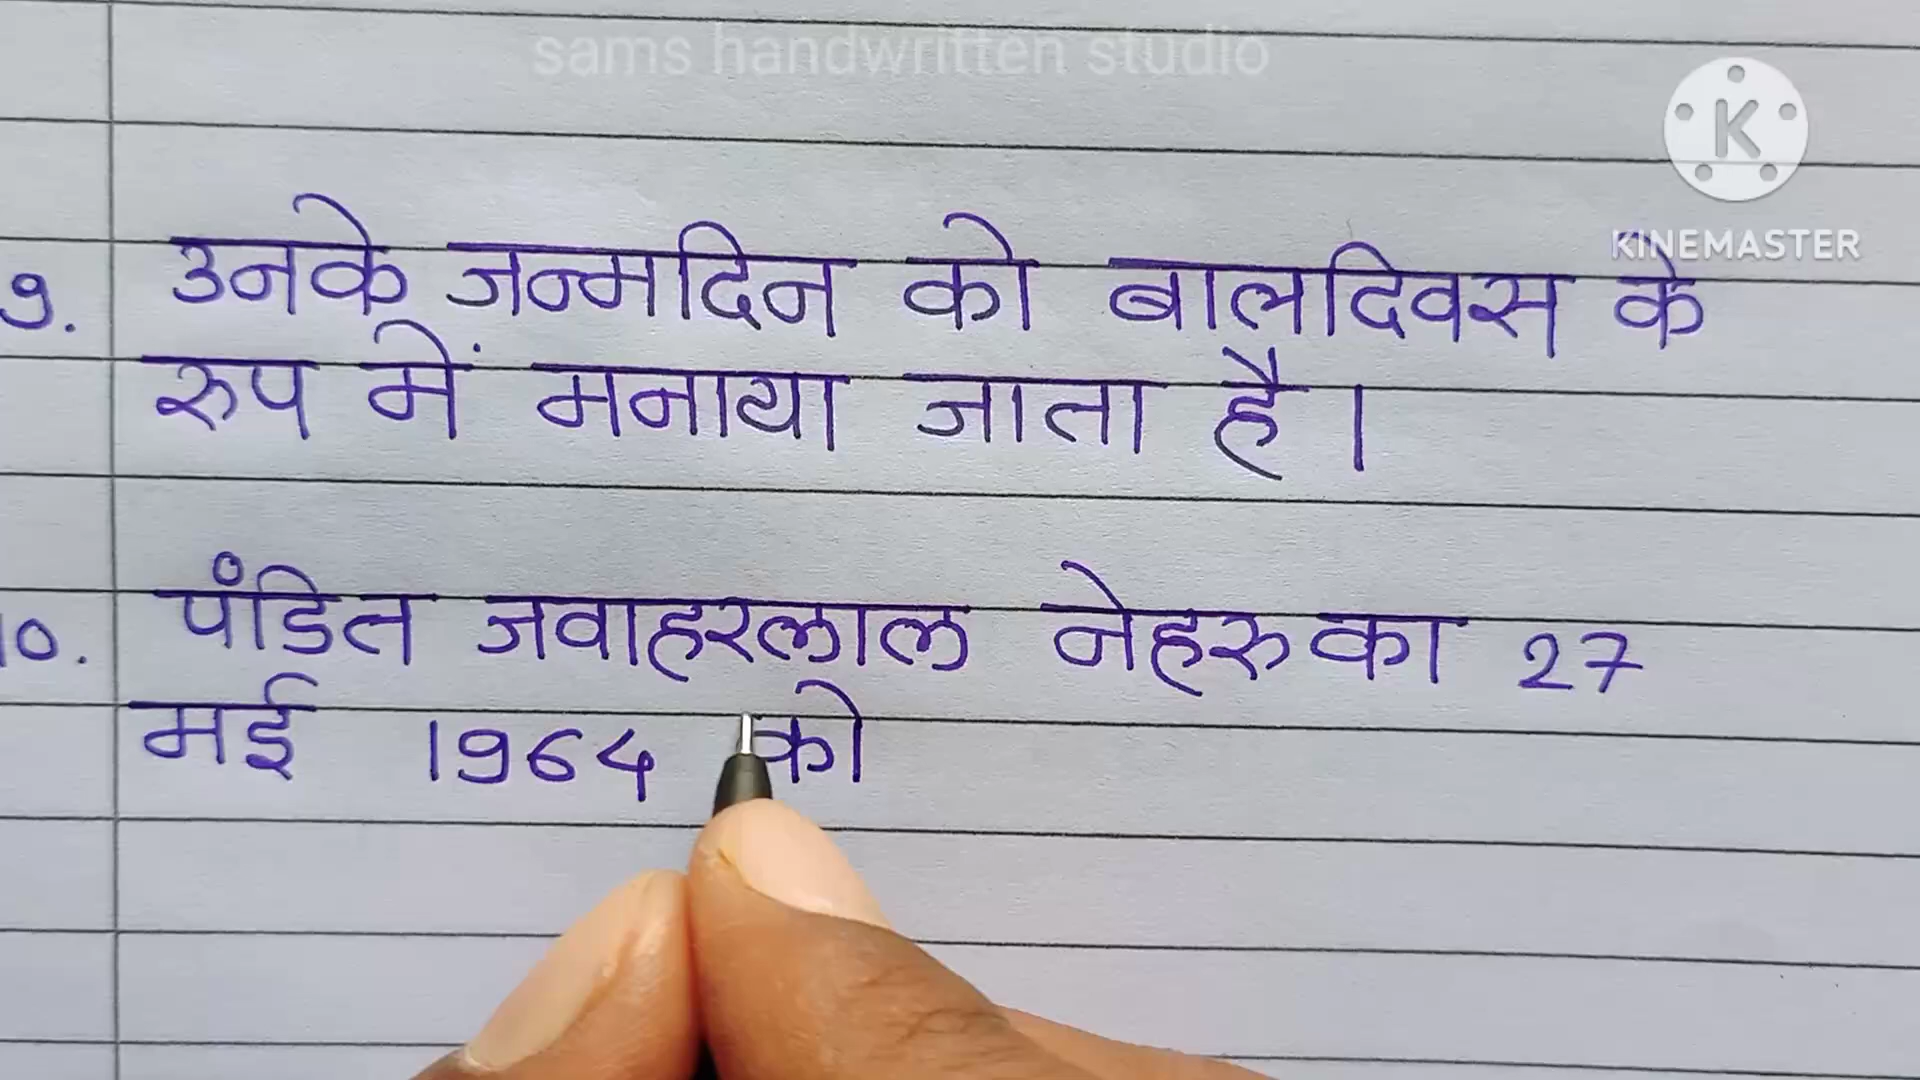 sams handwritten studio
K
KINEMASTER
9. उनके जन्मदिन को बालदिवस के
रुप में मनाया जाता है।
10. पंडित जवाहरलाल नेहरु का 27
मई 1964 को